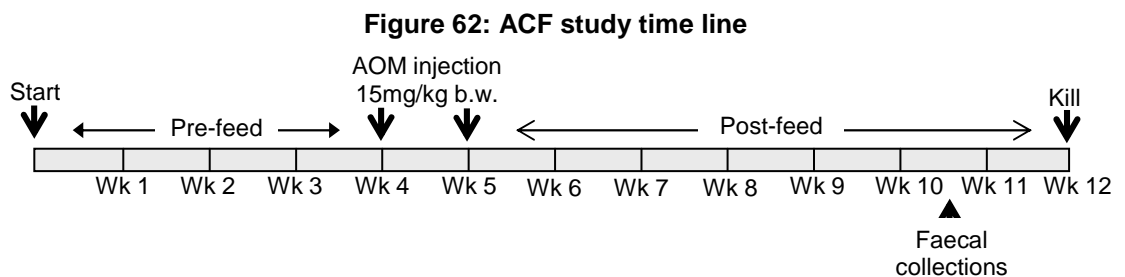 Figure 62: ACF study time line
AOM injection
15mg/kg b.w.
Start
Kill
Pre-feed
Post-feed
Wk 1 Wk 2 Wk 3 Wk 4 Wk 5 Wk 6 Wk 7 Wk 8 Wk 9 Wk 10 Wk 11 Wk 12
Faecal
collections